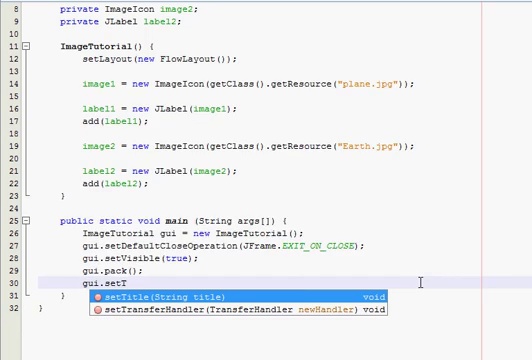 8 private ImageIcon image2;
9 private JLabel label2;
10
11 ImageTutorial() {
12 setLayout(new FlowLayout());
13
14 image1 = new ImageIcon(getClass().getResource("plane.jpg"));
15
16 label1 = new JLabel(image1);
17 add(label1);
18
19 image2 = new ImageIcon(getClass().getResource("Earth.jpg"));
20
21 label2 = new JLabel(image2);
22 add(label2);
23 }
24
25 public static void main (String args[]) {
26 ImageTutorial gui = new ImageTutorial();
27 gui.setDefaultCloseOperation(JFrame.EXIT_ON_CLOSE);
28 gui.setVisible(true);
29 gui.pack();
30 gui.setT
31 }
setTitle(String title) void
32 }
setTransferHandler(TransferHandler newHandler) void